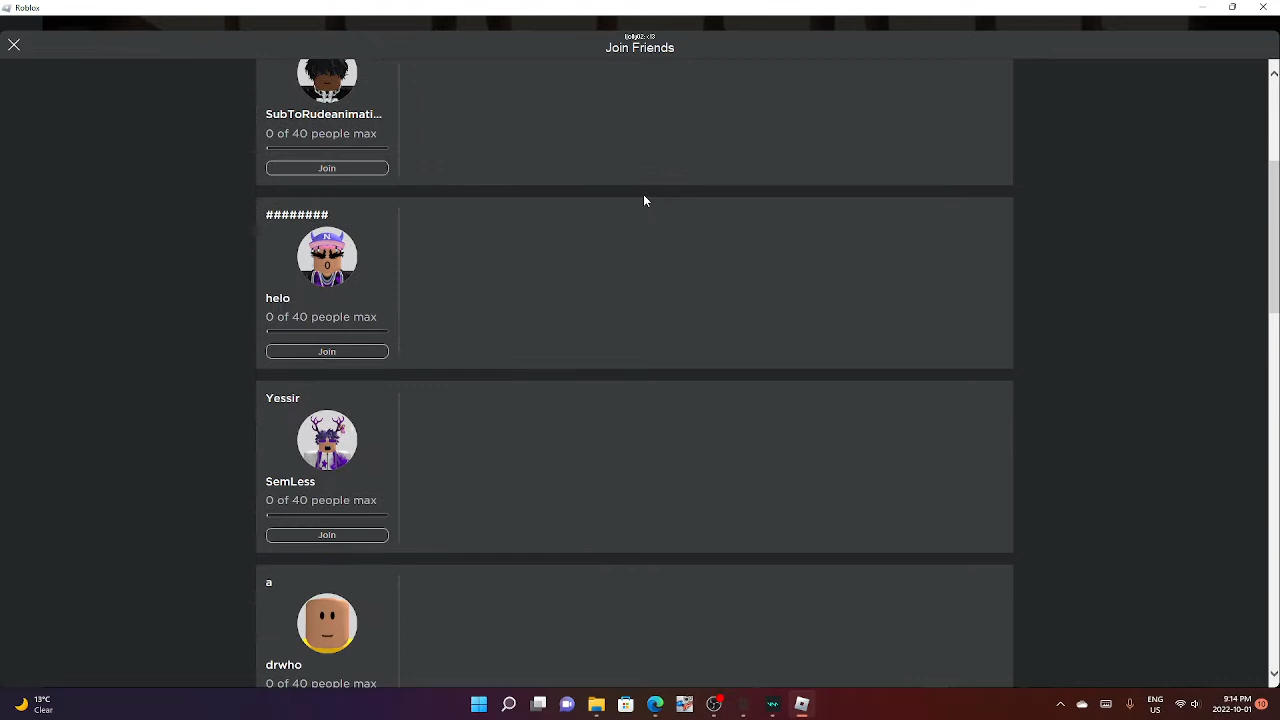 Roblox
Join Friends
SubToRudeanimati...
0 of 40 people max
Join
########
N
helo
0 of 40 people max
Join
Yessir
SemLess
0 of 40 people max
Join
a
drwho
0 of 40 people max
13°C
Clear
ENG
US
9:14 PM
2022-10-01
10